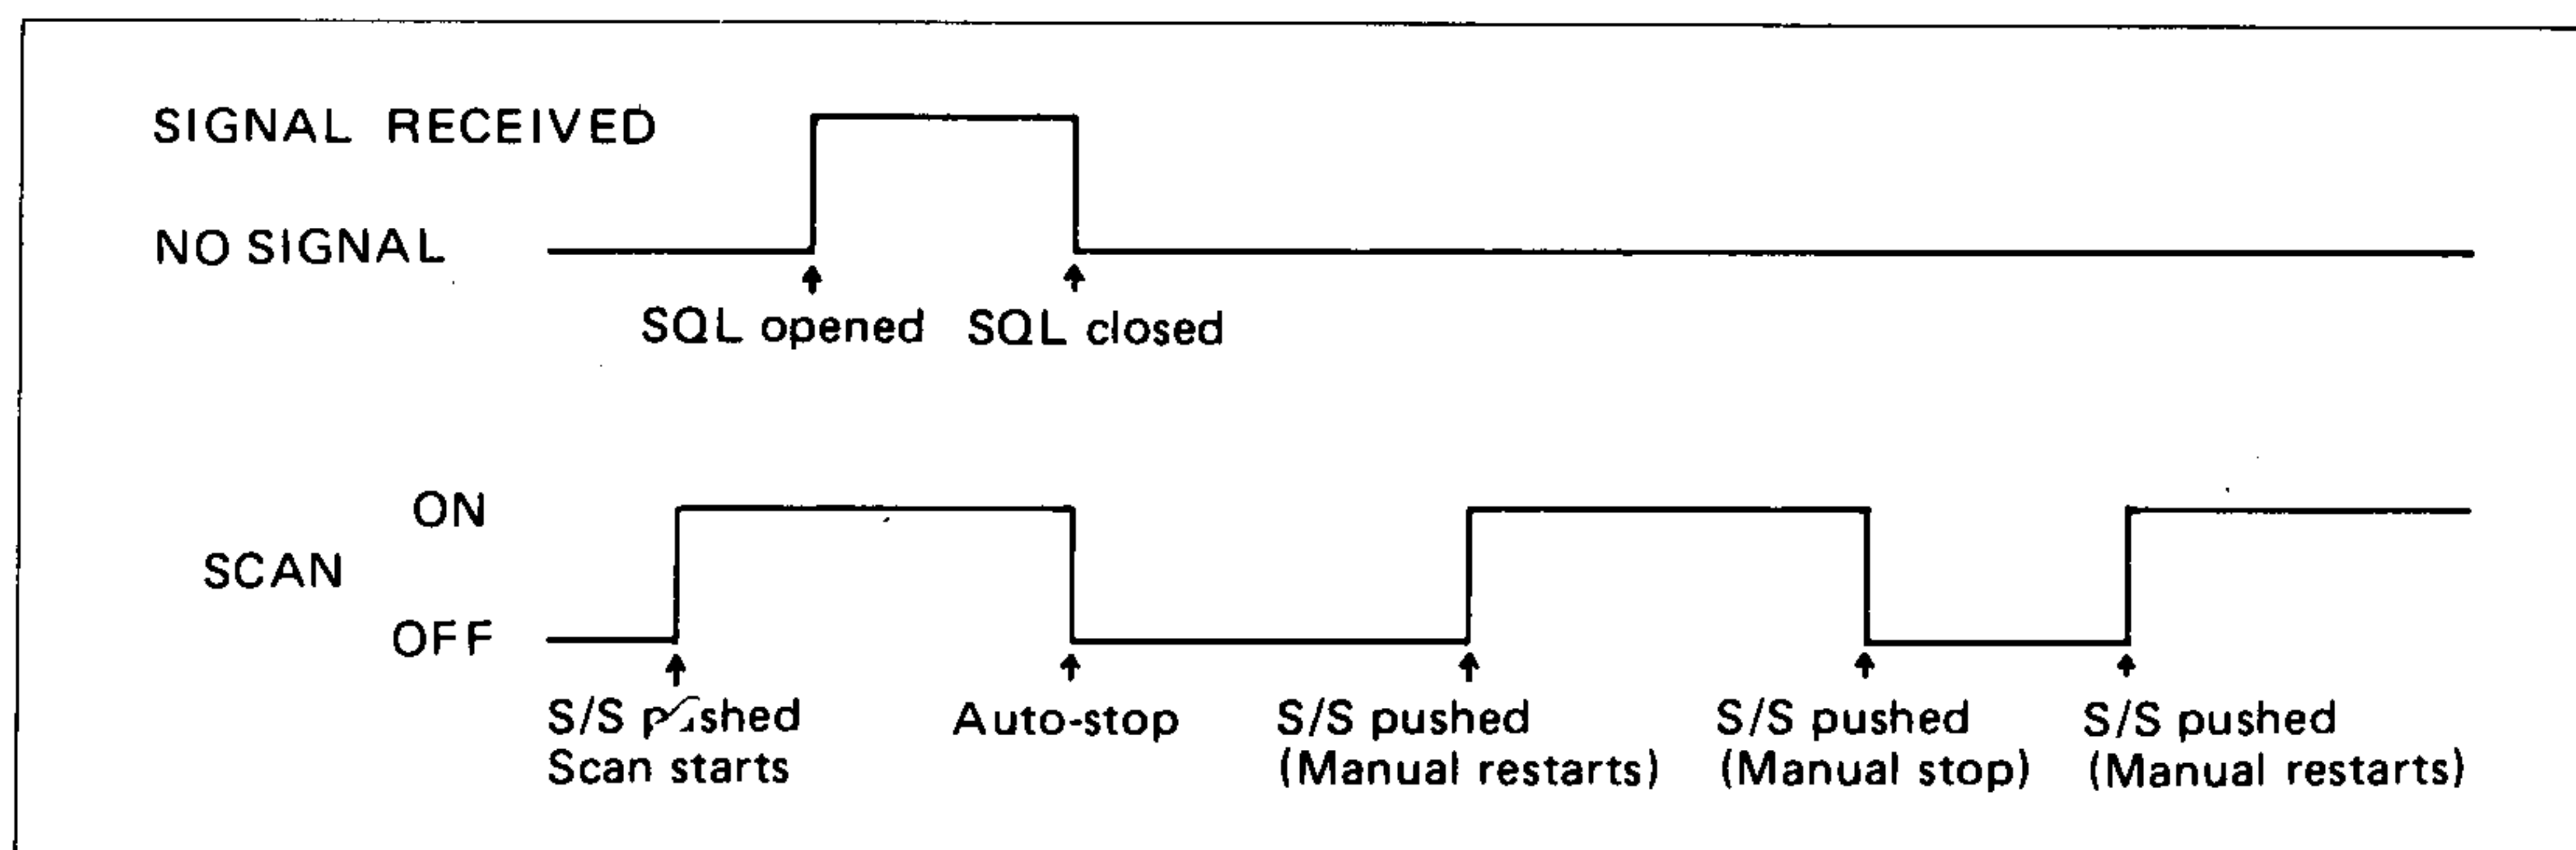 SIGNAL RECEIVED
NO SIGNAL
SQL opened
SQL closed
ON
SCAN
OFF
S/S pushed
Scan starts
Auto-stop
S/S pushed
(Manual restarts)
S/S pushed
(Manual stop)
S/S pushed
(Manual restarts)